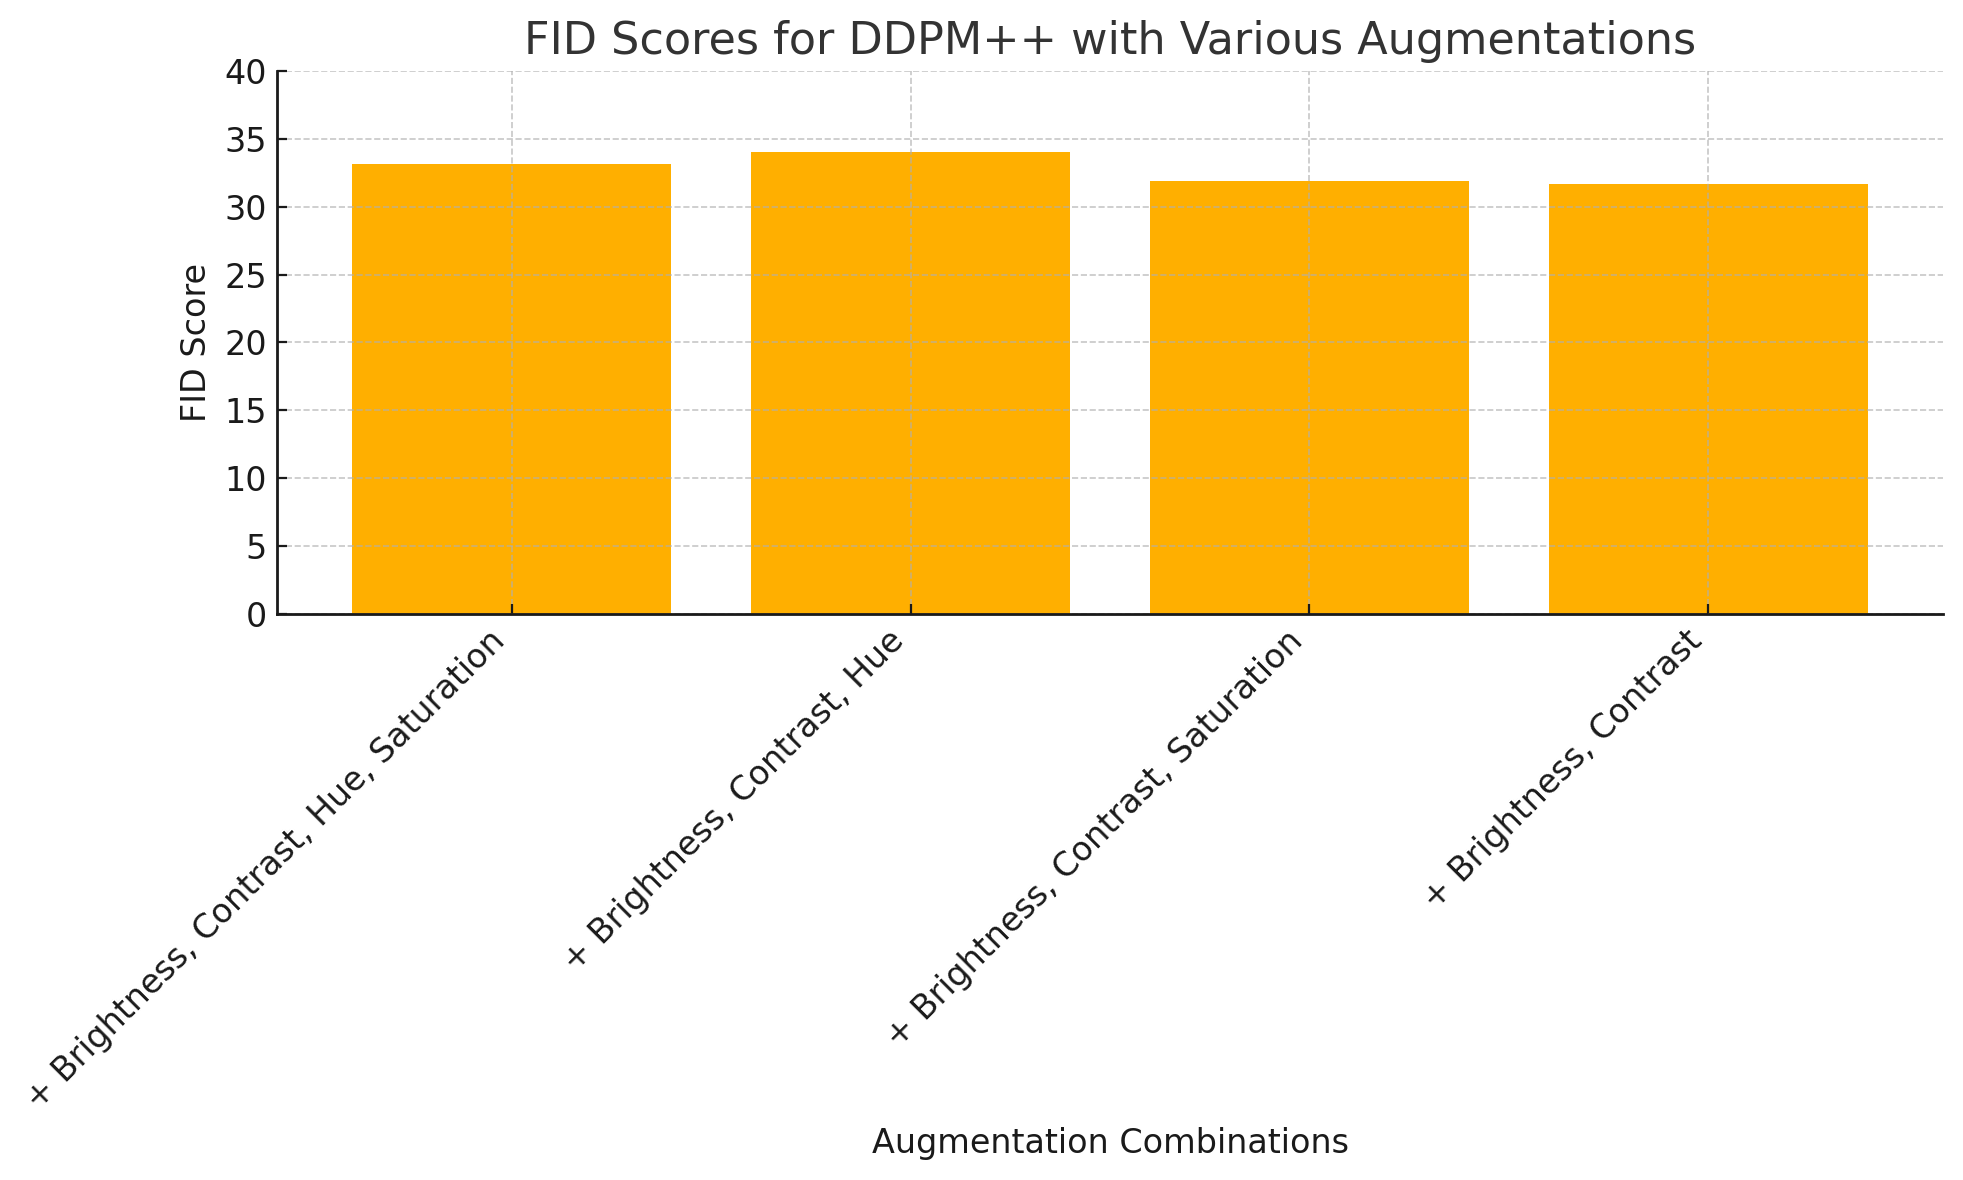 FID Scores for DDPM++ with Various Augmentations
FID Score
40
35
30
25
20
15
10
5
0
+ Brightness, Contrast, Hue, Saturation
+ Brightness, Contrast, Hue
+ Brightness, Contrast, Saturation
+ Brightness, Contrast
Augmentation Combinations